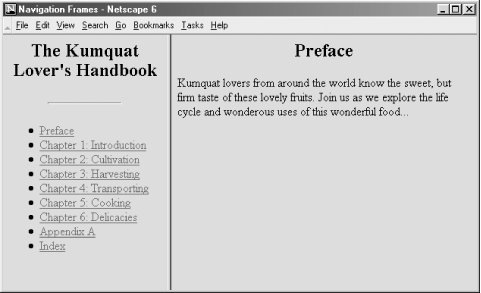 Navigation Frames - Netscape 6
File Edit View Search Go Bookmarks Tasks Help
The Kumquat
Lover's Handbook
Preface
Chapter 1: Introduction
Chapter 2: Cultivation
Chapter 3: Harvesting
Chapter 4: Transporting
Chapter 5: Cooking
Chapter 6: Delicacies
Appendix A
Index
Preface
Kumquat lovers from around the world know the sweet, but
firm taste of these lovely fruits. Join us as we explore the life
cycle and wonderous uses of this wonderful food...